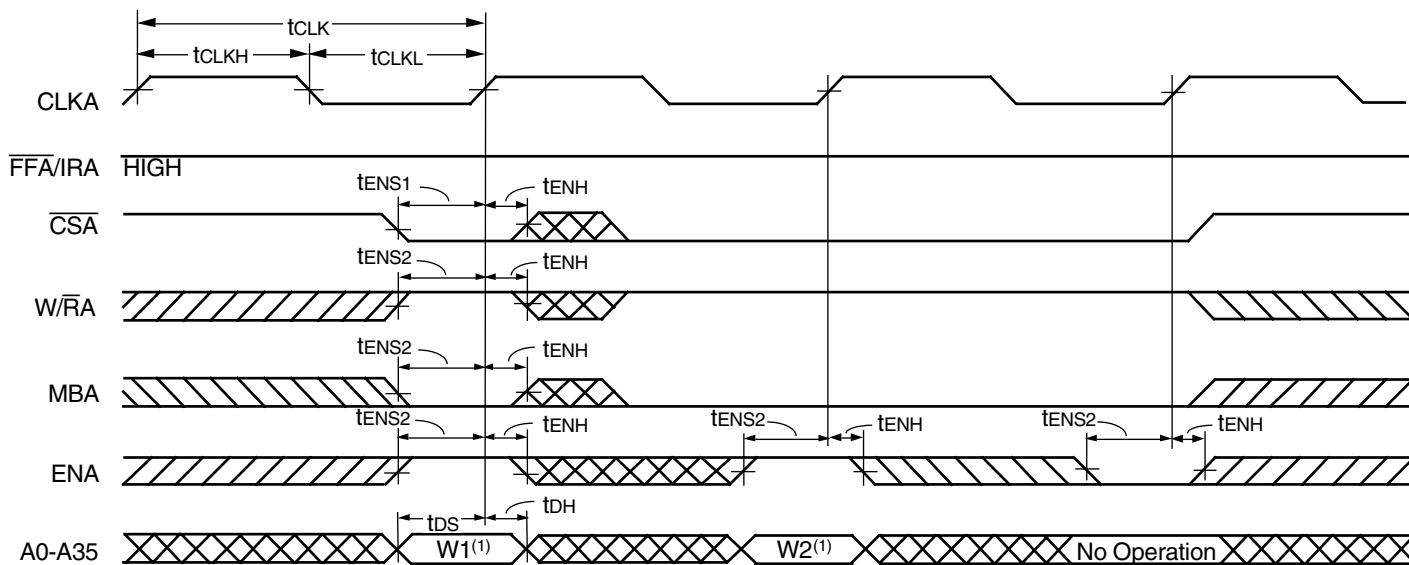 tCLK
tCLKH tCLKL
CLKA
FFA/IRA HIGH
tENS1 tENH
CSA
tENS2 tENH
W/RA
tENS2 tENH
MBA
tENS2 tENH tENS2 tENH tENS2 tENH
ENA
tDS tDH
A0-A35 W1(1) W2(1) No Operation